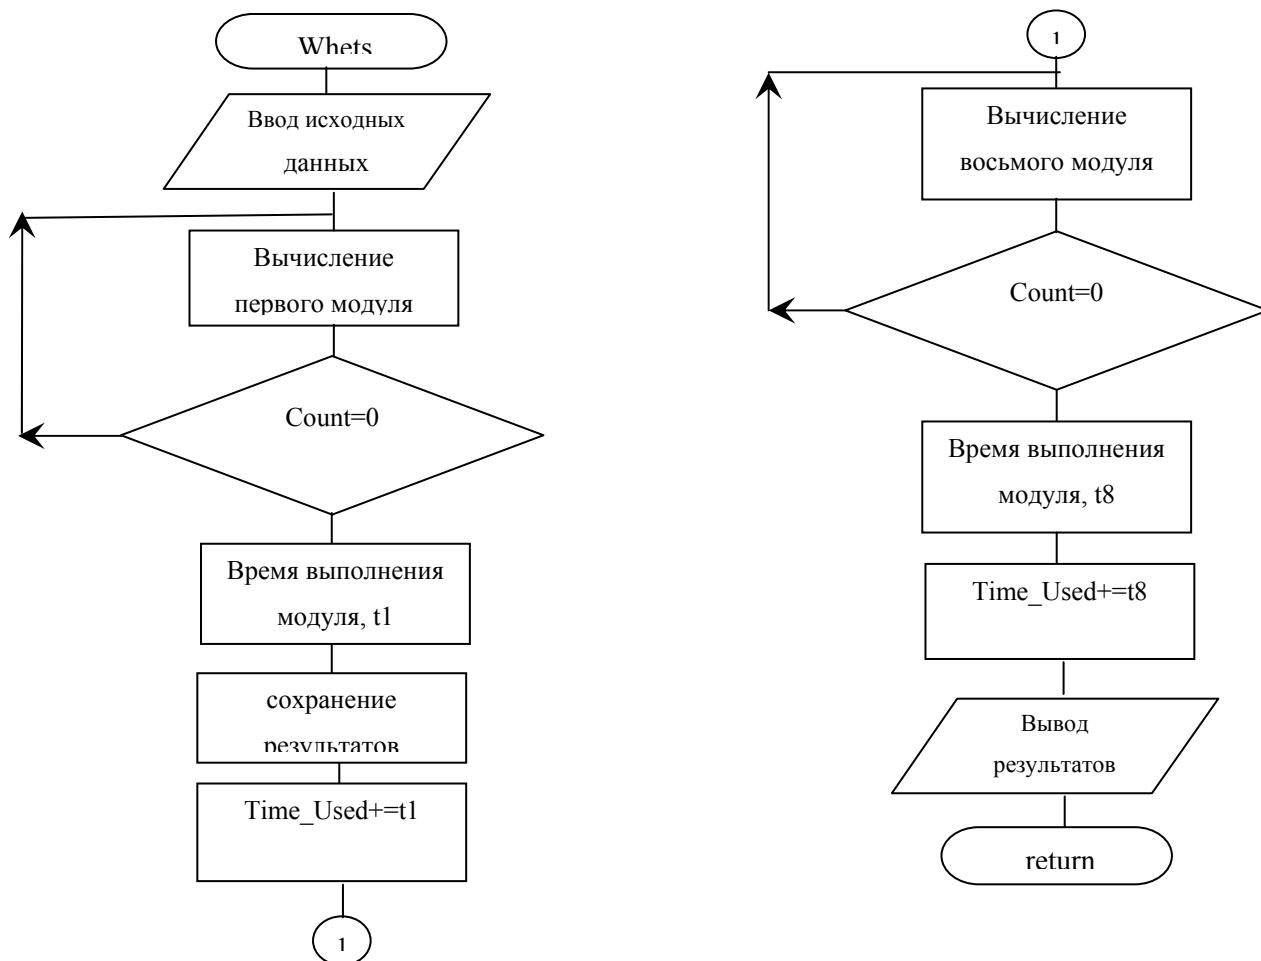 Whets
Ввод исходных
данных
Вычисление
первого модуля
Count=0
Время выполнения
модуля, t1
сохранение
результатов
Time_Used+=t1
1
1
Вычисление
восьмого модуля
Count=0
Время выполнения
модуля, t8
Time_Used+=t8
Вывод
результатов
return